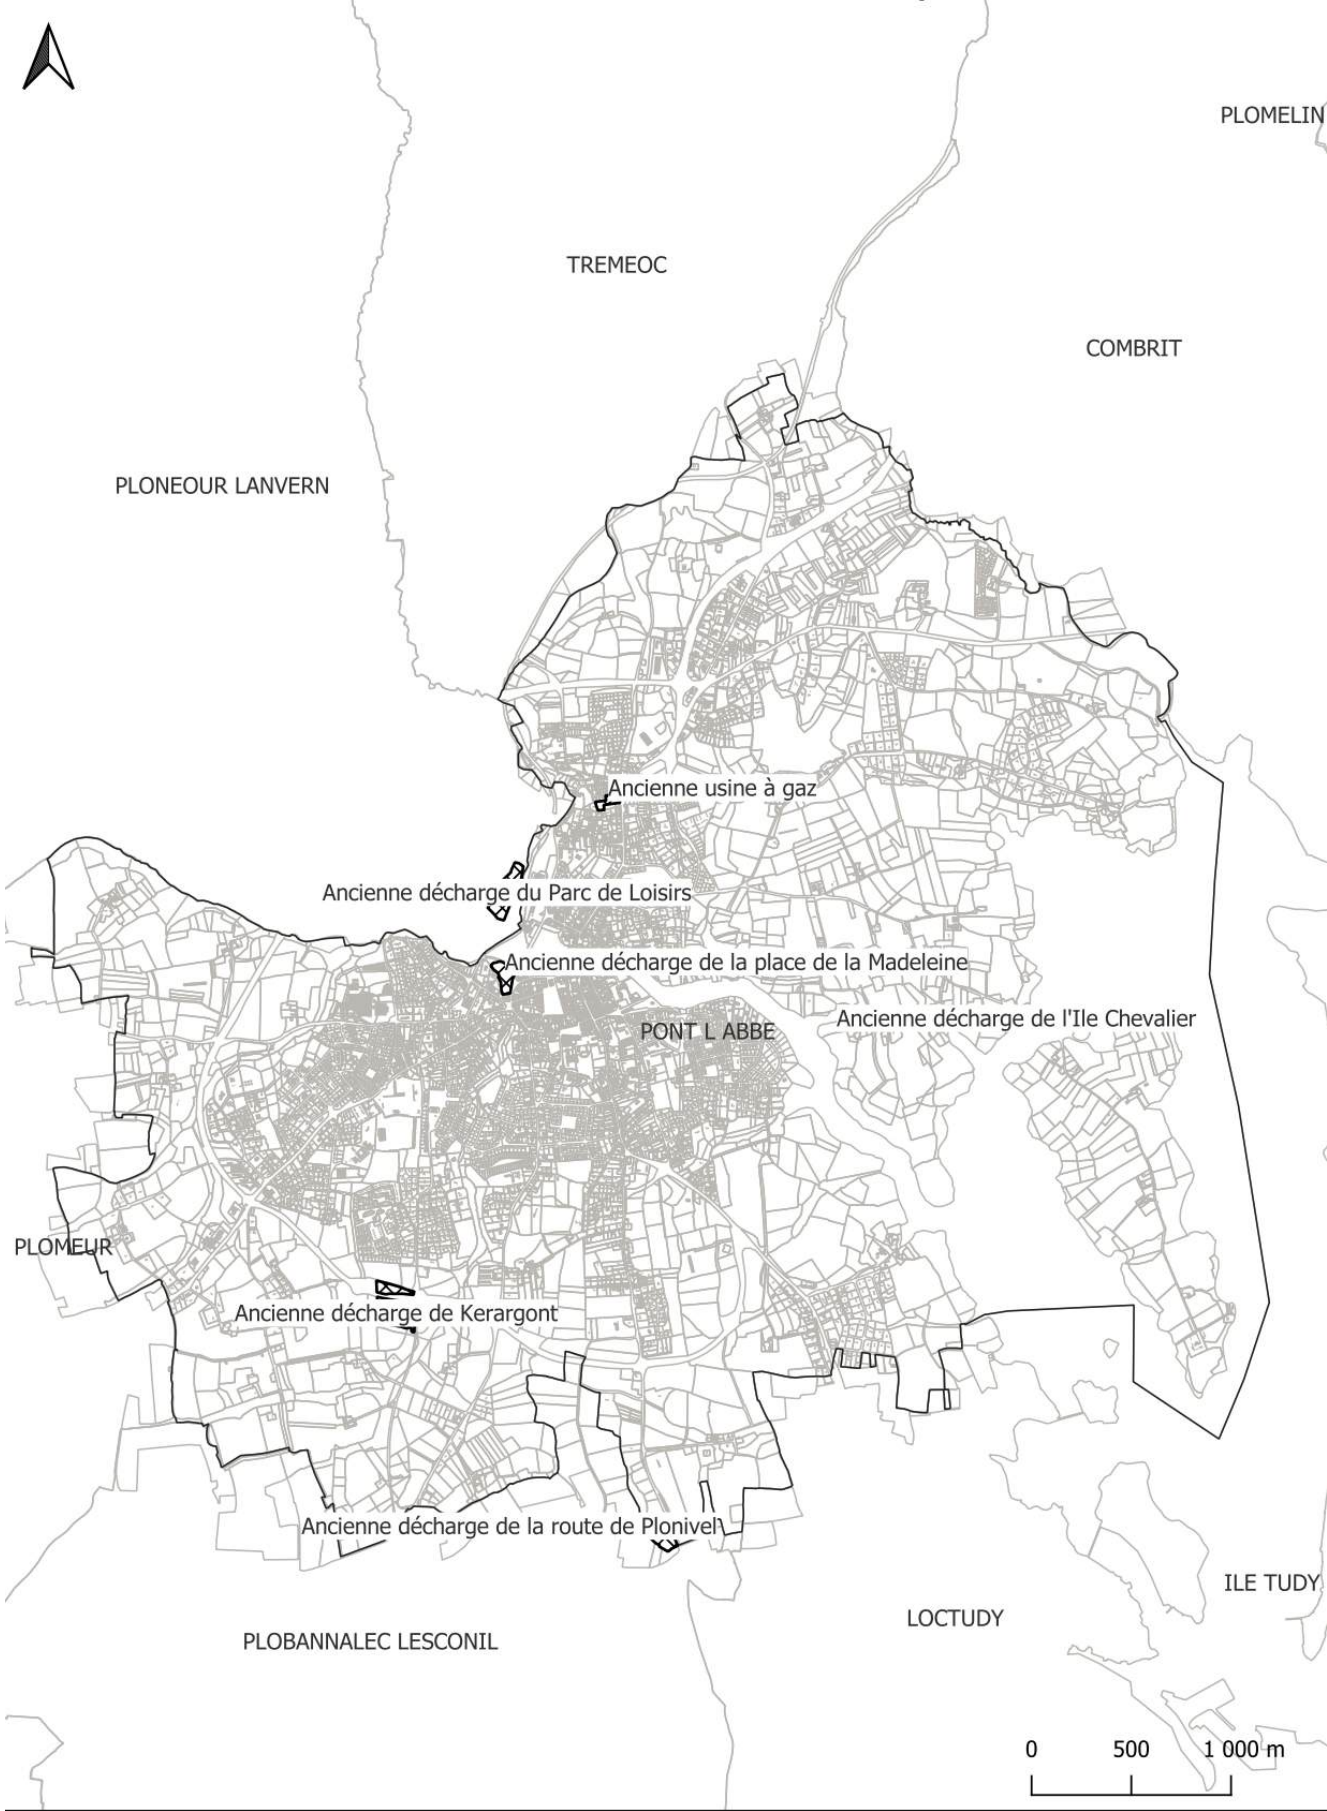 PLOMELIN
TREMEOC
COMBRIT
PLONEOUR LANVERN
Ancienne usine à gaz
Ancienne décharge du Parc de Loisirs
Ancienne décharge de la place de la Madeleine
Ancienne décharge de l'Ile Chevalier
PONT L ABBE
PLOMEUR
Ancienne décharge de Kerargont
Ancienne décharge de la route de Plonivel
ILE TUDY
LOCTUDY
PLOBANNALEC LESCONIL
0 500 1 000 m